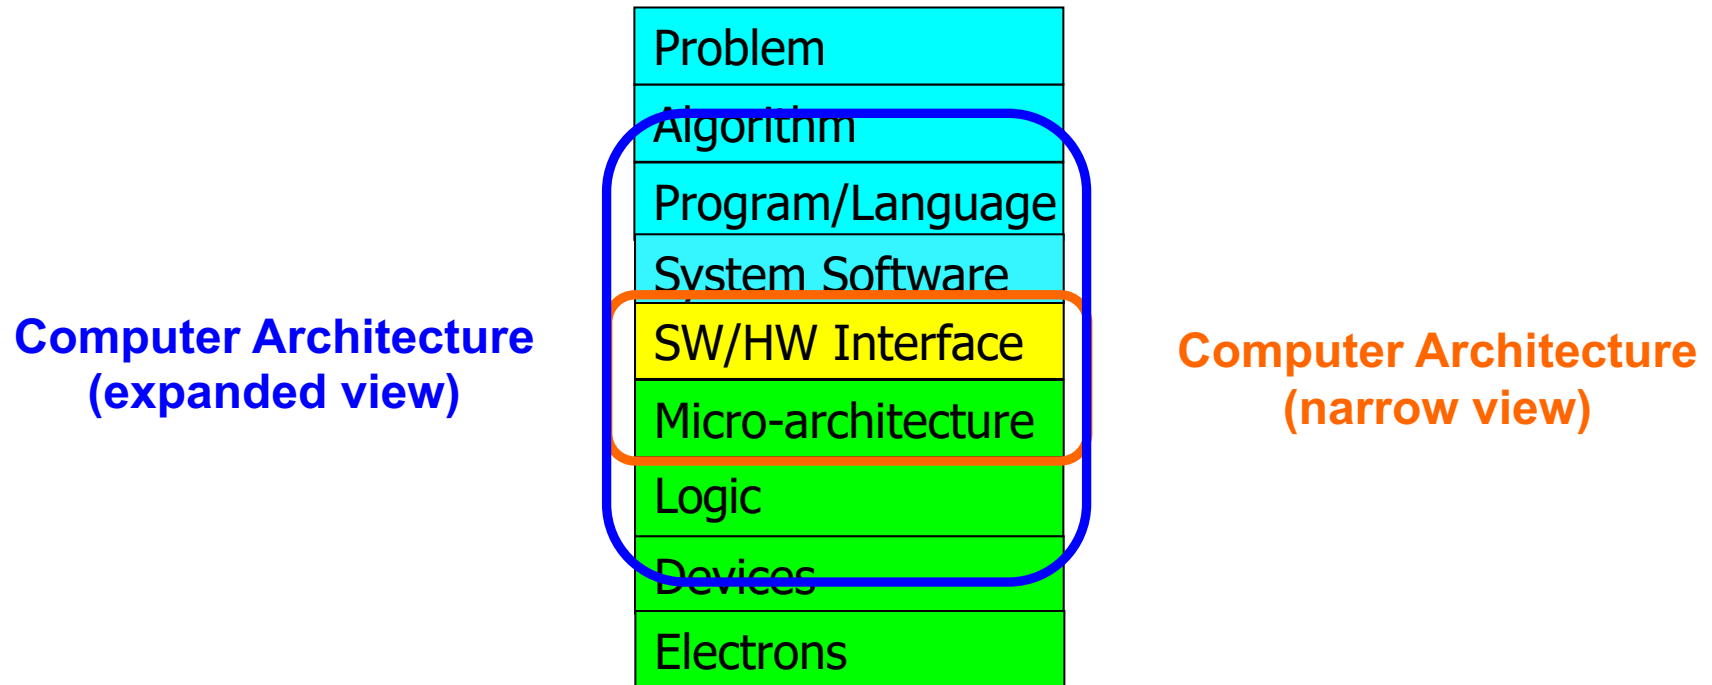 Problem
Algorithm
Program/Language
System Software
SW/HW Interface
Micro-architecture
Logic
Devices
Electrons
Computer Architecture
(expanded view)
Computer Architecture
(narrow view)